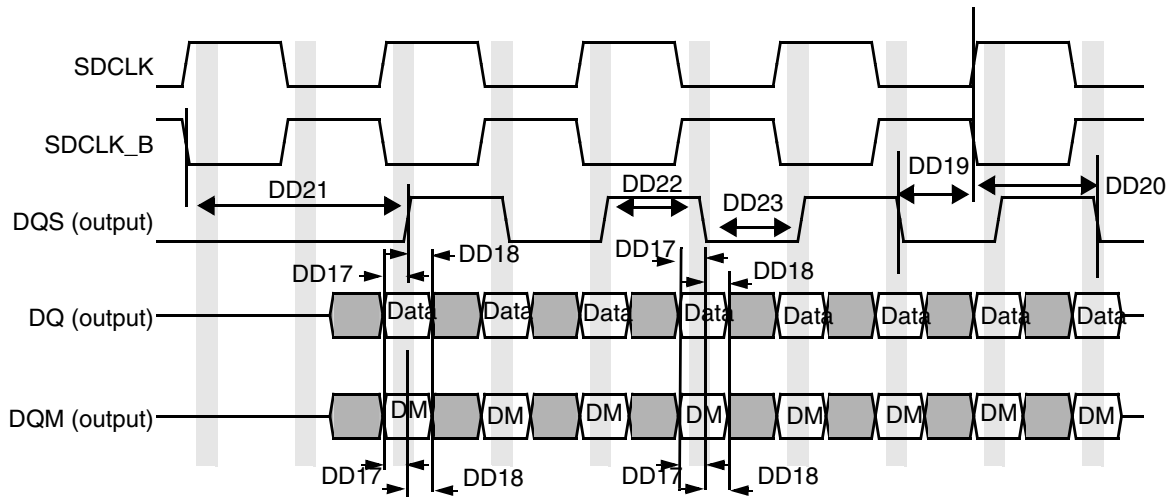 SDCLK
SDCLK_B
DD19
DD21
DD22
DD20
DQS (output)
DD23
DD17
DD18
DD17
DD18
DQ (output)
Data
Data
Data
Data
Data
Data
Data
Data
DQM (output)
DM
DM
DM
DM
DM
DM
DM
DM
DD17
DD18
DD17
DD18